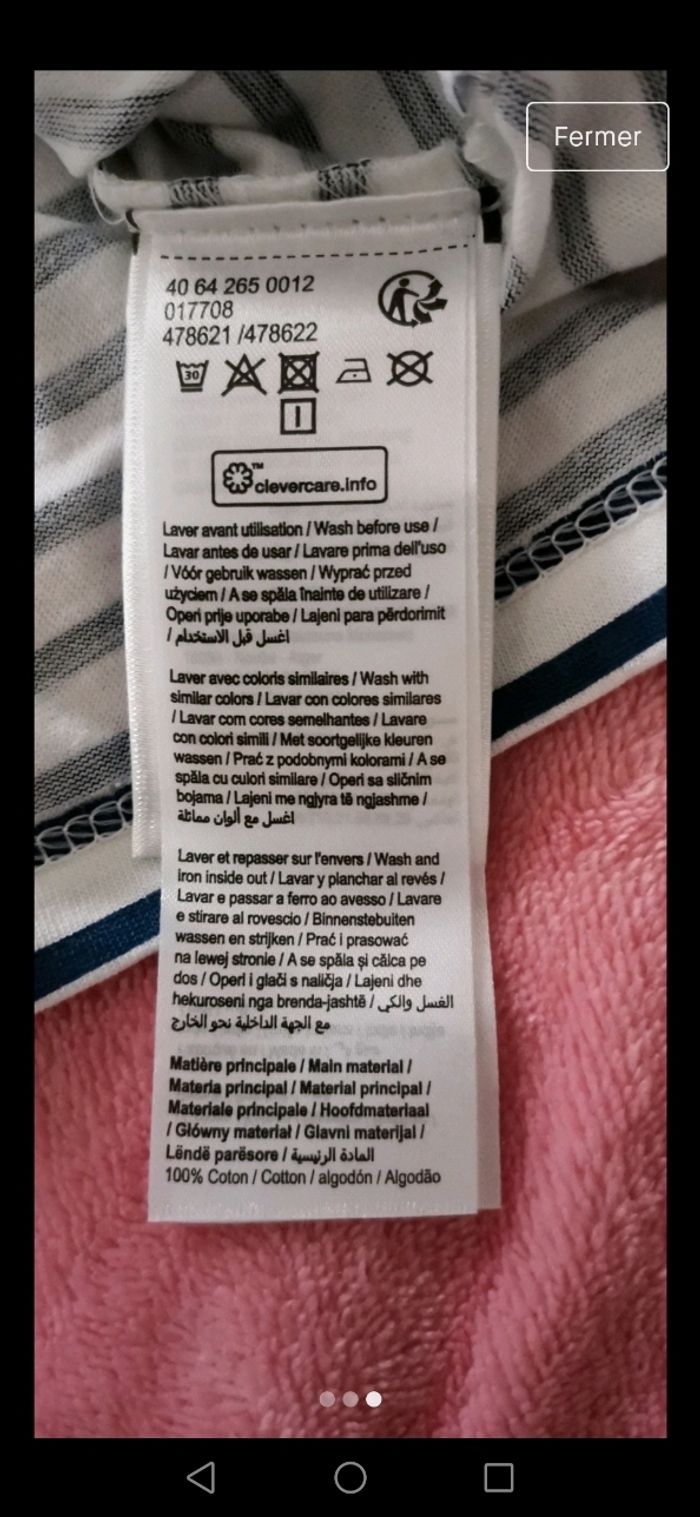 Fermer
40 64 265 0012
017708
478621 /478622
30
clevercare.info™
Laver avant utilisation / Wash before use /
Lavar antes de usar / Lavare prima dell'uso
/ Vóór gebruik wassen / Wyprać przed
użyciem / A se spăla înainte de utilizare /
Operi prije uporabe / Lajeni para përdorimit
/ اغسل قبل الاستخدام
Laver avec coloris similaires / Wash with
similar colors / Lavar con colores similares
/ Lavar com cores semelhantes / Lavare
con colori simili / Met soortgelijke kleuren
wassen / Prać z podobnymi kolorami / A se
spăla cu culori similare / Operi sa sličnim
bojama / Lajeni me ngjyra të ngjashme /
اغسل مع ألوان مماثلة
Laver et repasser sur l'envers / Wash and
iron inside out / Lavar y planchar al revés /
Lavar e passar a ferro ao avesso / Lavare
e stirare al rovescio / Binnenstebuiten
wassen en strijken / Prać i prasować
na lewej stronie / A se spăla și călca pe
dos / Operi i glači s naličja / Lajeni dhe
hekuroseni nga brenda-jashtë / الغسل والكي
مع الجهة الداخلية نحو الخارج
Matière principale / Main material /
Materia principal / Material principal /
Materiale principale / Hoofdmateriaal
/ Główny materiał / Glavni materijal /
Lëndë parësore / المادة الرئيسية
100% Coton / Cotton / algodón / Algodão